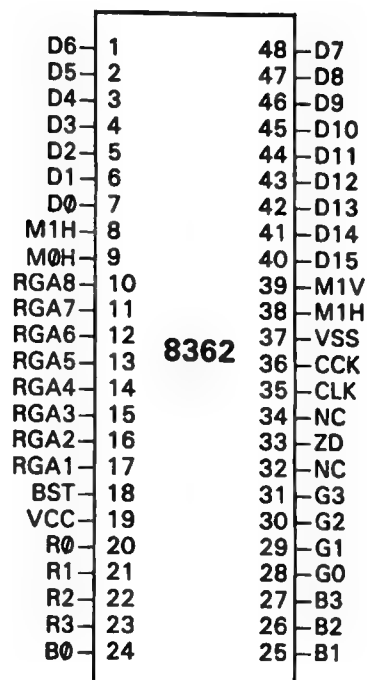 D6 1 48 D7
D5 2 47 D8
D4 3 46 D9
D3 4 45 D10
D2 5 44 D11
D1 6 43 D12
D0 7 42 D13
M1H 8 41 D14
M0H 9 40 D15
RGA8 10 39 M1V
RGA7 11 38 M1H
RGA6 12 37 VSS
RGA5 13 8362 36 CCK
RGA4 14 35 CLK
RGA3 15 34 NC
RGA2 16 33 ZD
RGA1 17 32 NC
BST 18 31 G3
VCC 19 30 G2
R0 20 29 G1
R1 21 28 G0
R2 22 27 B3
R3 23 26 B2
B0 24 25 B1